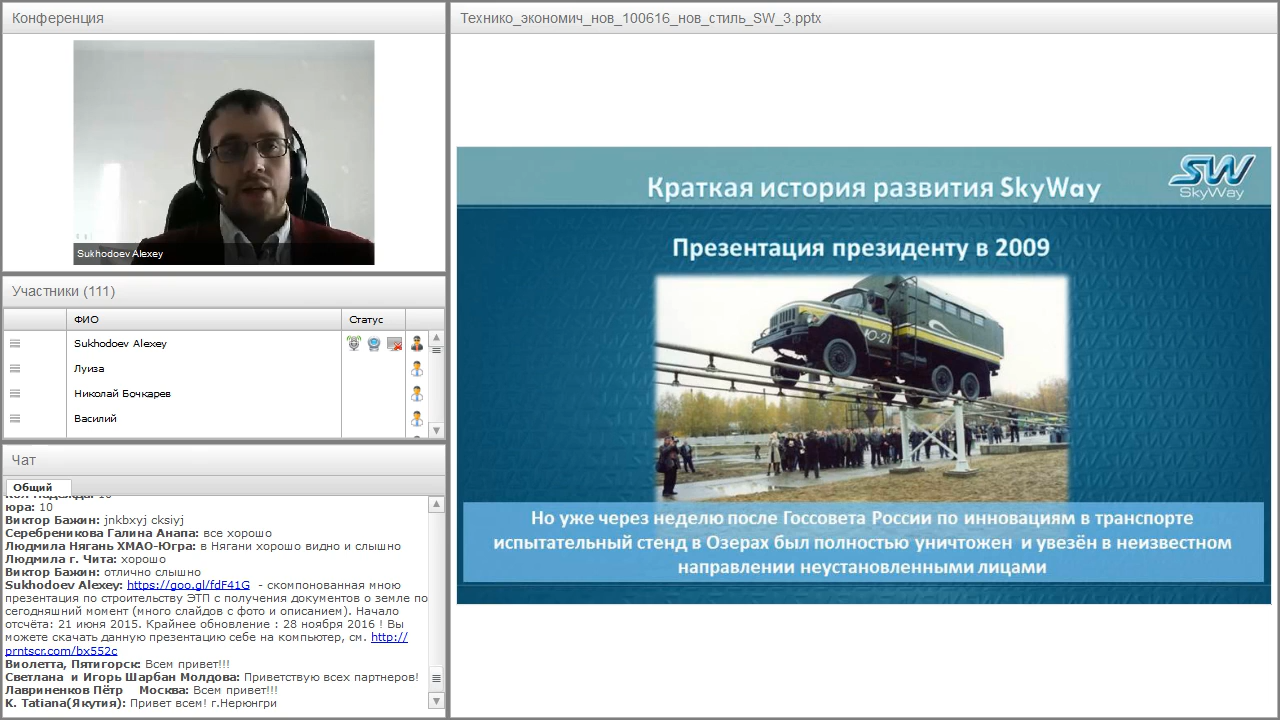 Конференция
Sukhodoev Alexey
Участники (111)
ФИО
Статус
Sukhodoev Alexey
Луиза
Николай Бочкарев
Василий
Чат
Общий
юра: 10
Виктор Бажин: jnkbxyj cksiyj
Серебреникова Галина Анапа: все хорошо
Людмила Нягань ХМАО-Югра: в Нягани хорошо видно и слышно
Людмила г. Чита: хорошо
Виктор Бажин: отлично слышно
Sukhodoev Alexey: https://goo.gl/fdF41G - скомпонованная мною
презентация по строительству ЭТП с получения документов о земле по
сегодняшний момент (много слайдов с фото и описанием). Начало
отсчёта: 21 июня 2015. Крайнее обновление : 28 ноября 2016 ! Вы
можете скачать данную презентацию себе на компьютер, см. http://
prntscr.com/bx552c
Виолетта, Пятигорск: Всем привет!!!
Светлана и Игорь Шарбан Молдова: Приветствую всех партнеров!
Лавриненков Пётр Москва: Всем привет!!!
K. Tatiana(Якутия): Привет всем! г.Нерюнгри
Технико_экономич_нов_100616_нов_стиль_SW_3.pptx
SW
SkyWay
Краткая история развития SkyWay
Презентация президенту в 2009
Ю-21
Но уже через неделю после Госсовета России по инновациям в транспорте
испытательный стенд в Озерах был полностью уничтожен и увезён в неизвестном
направлении неустановленными лицами